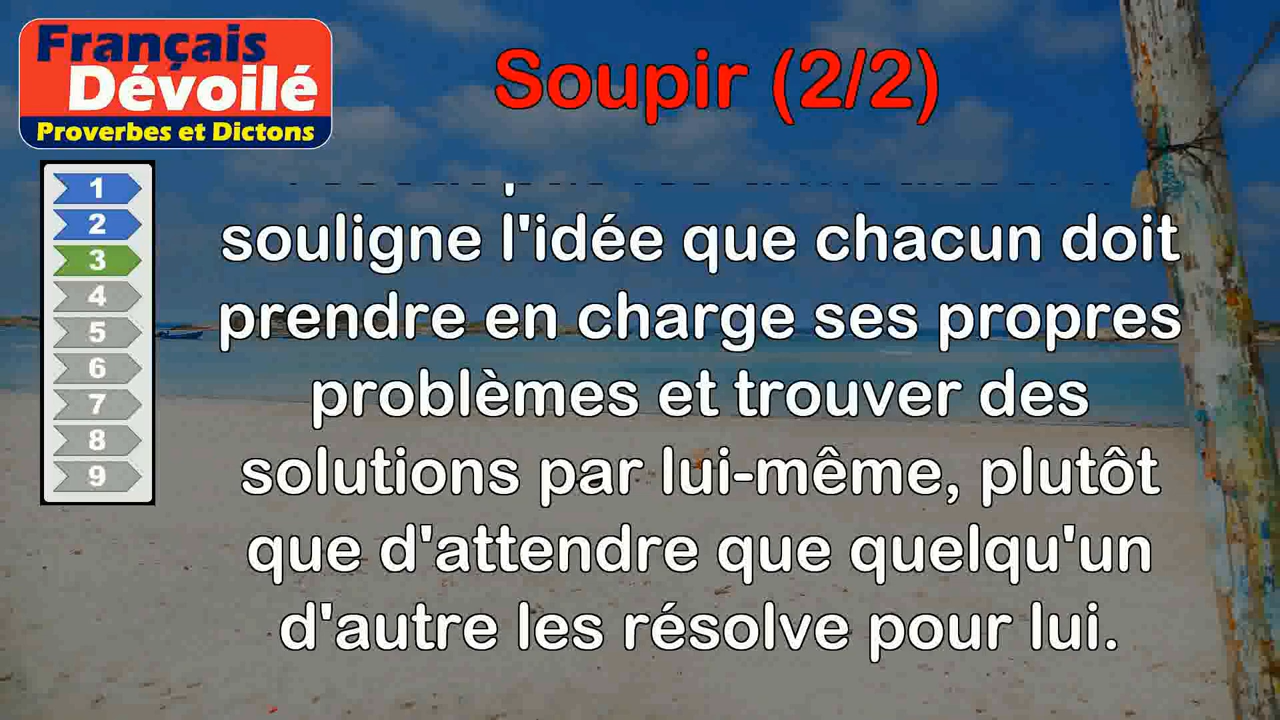 Français
Dévoilé
Proverbes et Dictons
Soupir (2/2)
1
2
3
4
5
6
7
8
9
souligne l'idée que chacun doit
prendre en charge ses propres
problèmes et trouver des
solutions par lui-même, plutôt
que d'attendre que quelqu'un
d'autre les résolve pour lui.